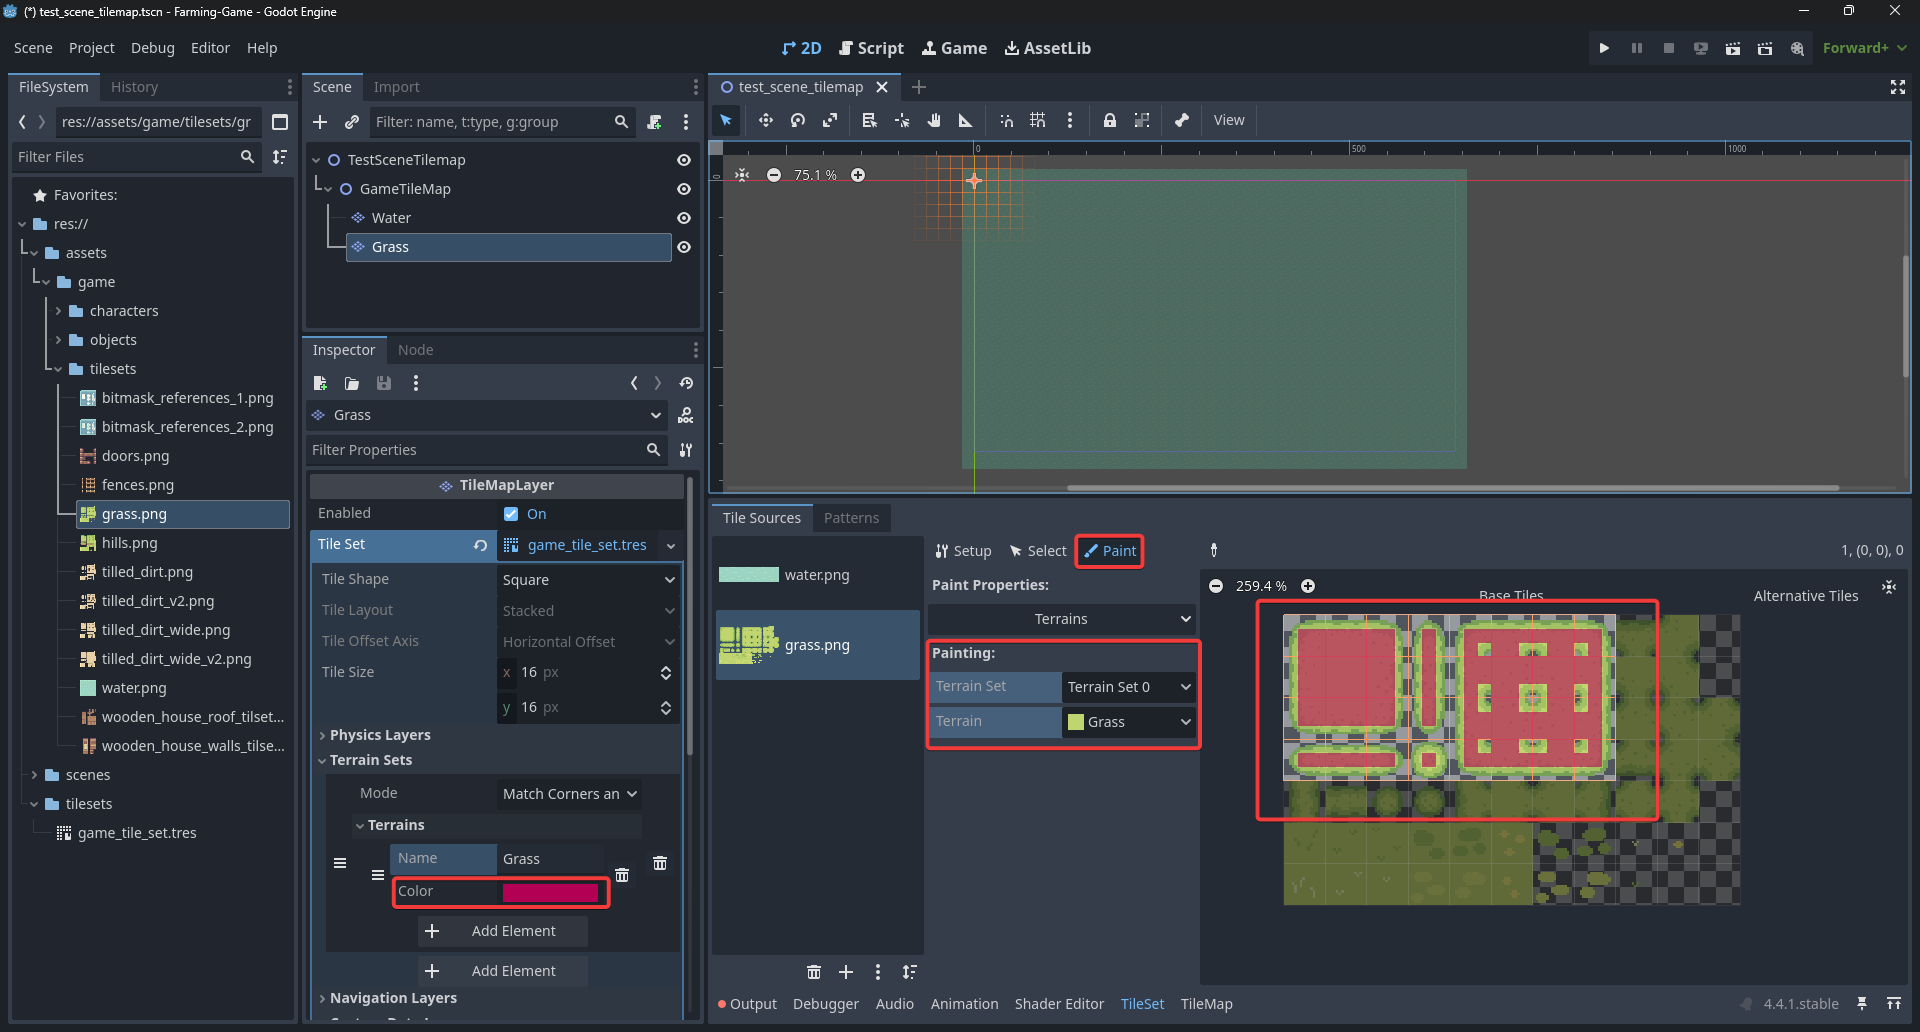 (*) test_scene_tilemap.tscn - Farming-Game - Godot Engine
Scene Project Debug Editor Help
2D Script Game AssetLib
Forward+
FileSystem History
res://assets/game/tilesets/gr
Filter Files
Favorites:
res://
assets
game
characters
objects
tilesets
bitmask_references_1.png
bitmask_references_2.png
doors.png
fences.png
grass.png
hills.png
tilled_dirt.png
tilled_dirt_v2.png
tilled_dirt_wide.png
tilled_dirt_wide_v2.png
water.png
wooden_house_roof_tilset...
wooden_house_walls_tilse...
scenes
tilesets
game_tile_set.tres
Scene Import
Filter: name, t:type, g:group
TestSceneTilemap
GameTileMap
Water
Grass
Inspector Node
Grass
DOC
Filter Properties
TileMapLayer
Enabled On
Tile Set game_tile_set.tres
Tile Shape Square
Tile Layout Stacked
Tile Offset Axis Horizontal Offset
Tile Size x 16 px
y 16 px
Physics Layers
Terrain Sets
Mode Match Corners an
Terrains
Name Grass
Color
Add Element
Add Element
Navigation Layers
test_scene_tilemap
View
0 500 1000
0
75.1 %
Tile Sources Patterns
water.png
grass.png
Setup Select Paint
1, (0, 0), 0
Paint Properties:
Terrains
Painting:
Terrain Set Terrain Set 0
Terrain Grass
259.4 %
Base Tiles
Alternative Tiles
Output Debugger Audio Animation Shader Editor TileSet TileMap
4.4.1.stable